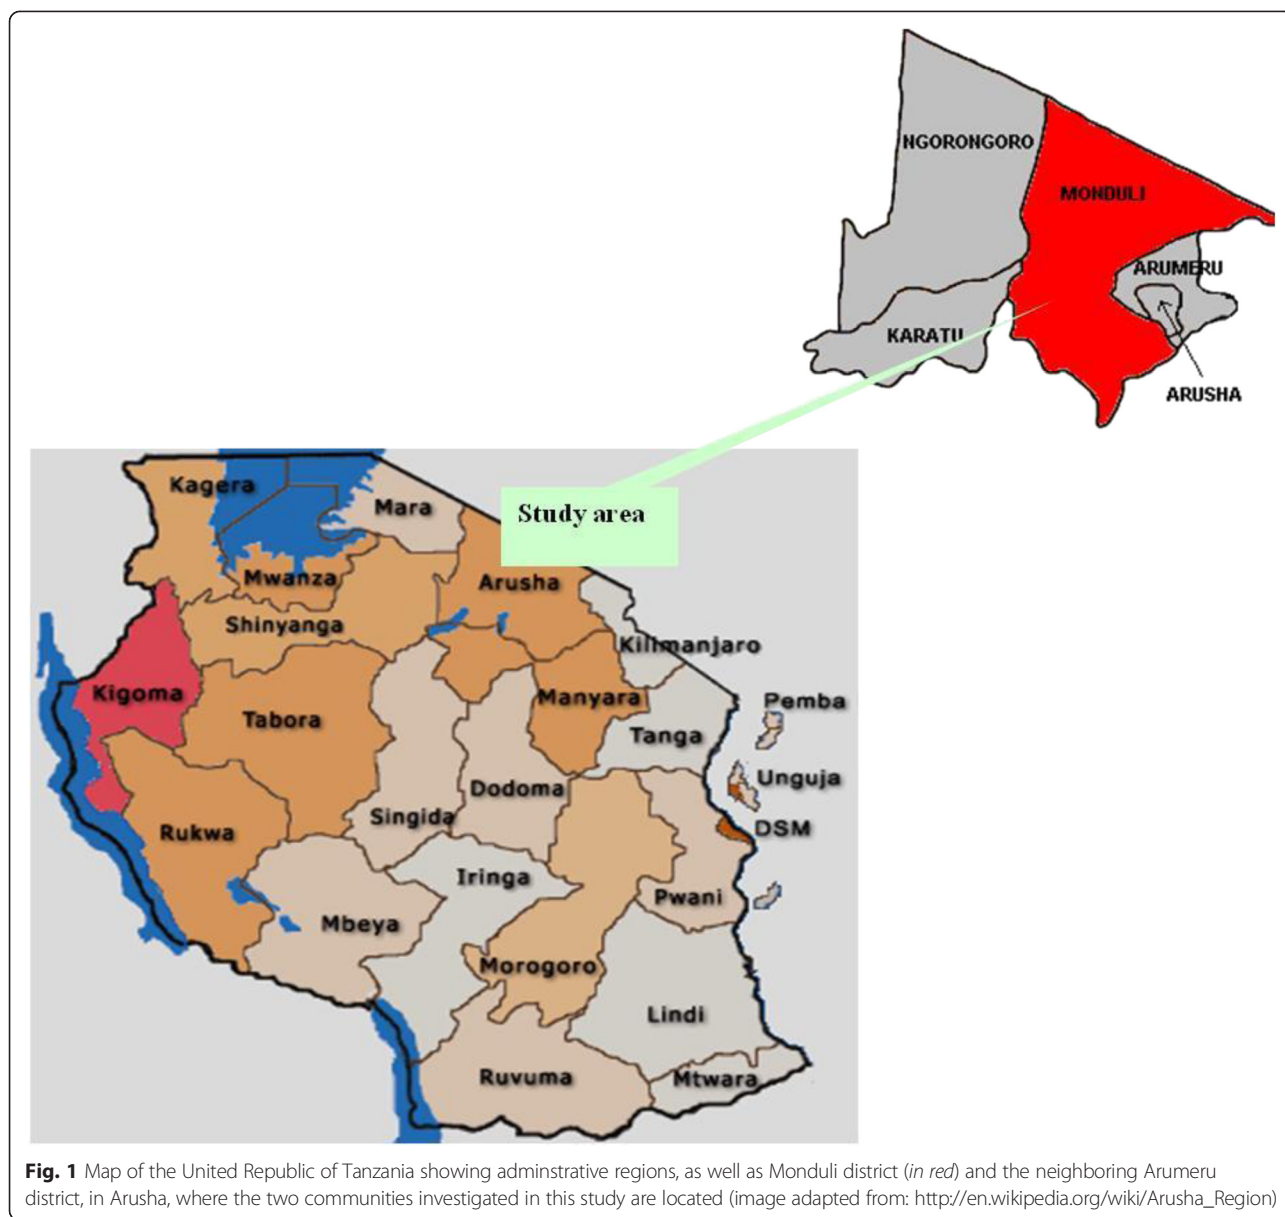 NGORONGORO
MONDULI
ARUMERU
KARATU
ARUSHA
Study area
Kagera
Mara
Mwanza
Arusha
Shinyanga
Kilimanjaro
Kigoma
Manyara
Pemba
Tabora
Tanga
Unguja
Dodoma
Singida
DSM
Rukwa
Iringa
Pwani
Mbeya
Morogoro
Lindi
Ruvuma
Mtwara
Fig. 1 Map of the United Republic of Tanzania showing adminstrative regions, as well as Monduli district (in red) and the neighboring Arumeru
district, in Arusha, where the two communities investigated in this study are located (image adapted from: http://en.wikipedia.org/wiki/Arusha_Region)